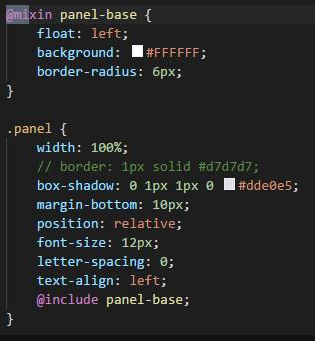 @mixin panel-base {
float: left;
background: #FFFFFF;
border-radius: 6px;
}
.panel {
width: 100%;
// border: 1px solid #d7d7d7;
box-shadow: 0 1px 1px 0 #dde0e5;
margin-bottom: 10px;
position: relative;
font-size: 12px;
letter-spacing: 0;
text-align: left;
@include panel-base;
}